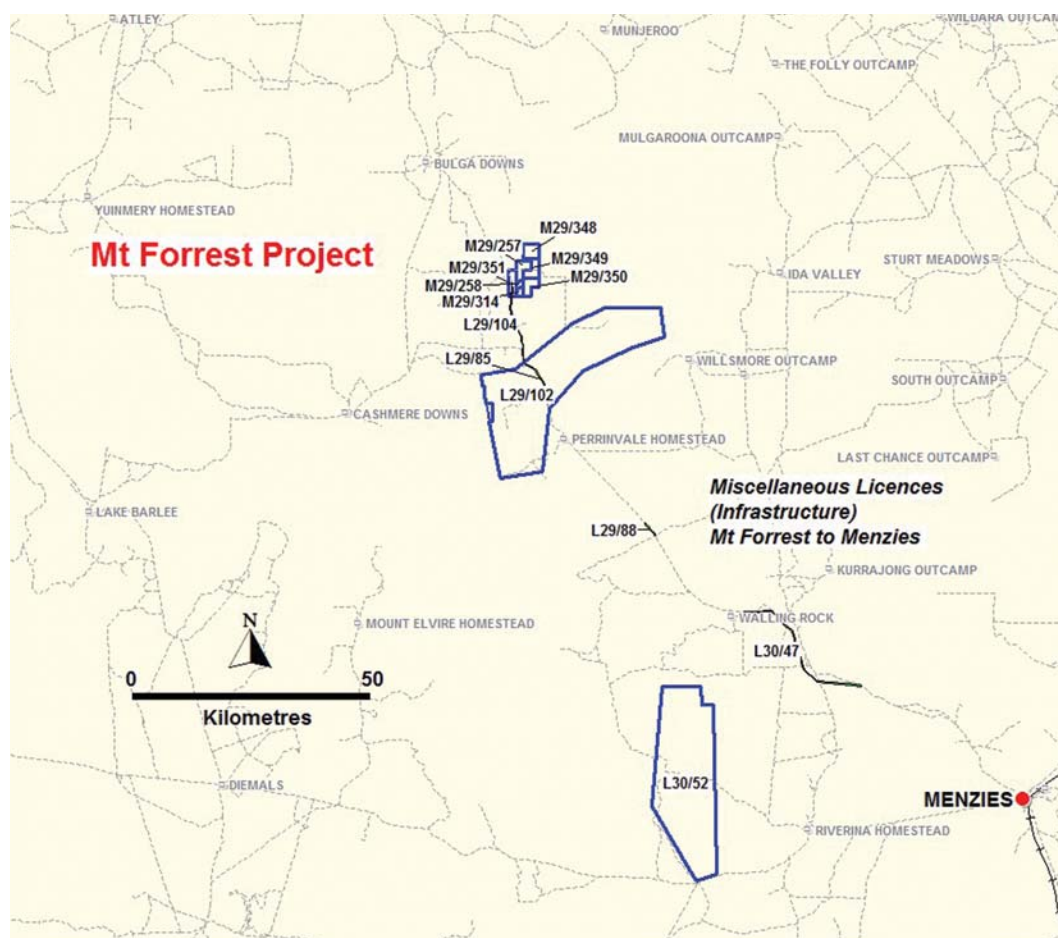 ATLEY
MUNJEROO
WILDARA OUTCAM
THE FOLLY OUTCAMP
MULGAROONA OUTCAMP
BULGA DOWNS
YUINMERY HOMESTEAD
Mt Forrest Project
M29/348
M29/257
M29/349
M29/351
M29/350
M29/258
M29/314
L29/104
IDA VALLEY
STURT MEADOWS
L29/85
WILLSMORE OUTCAMP
L29/102
SOUTH OUTCAMP
CASHMERE DOWNS
PERRINVALE HOMESTEAD
LAST CHANCE OUTCAMP
Miscellaneous Licences
(Infrastructure)
Mt Forrest to Menzies
LAKE BARLEE
L29/88
KURRAJONG OUTCAMP
WALLING ROCK
MOUNT ELVIRE HOMESTEAD
N
L30/47
0 50
Kilometres
DIEMALS
L30/52
MENZIES
RIVERINA HOMESTEAD